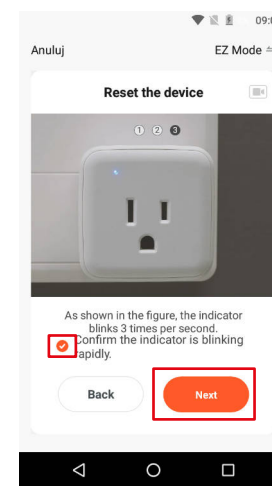 09:0
Anuluj
EZ Mode
Reset the device
1 2 3
As shown in the figure, the indicator
blinks 3 times per second.
Confirm the indicator is blinking
rapidly.
Back
Next